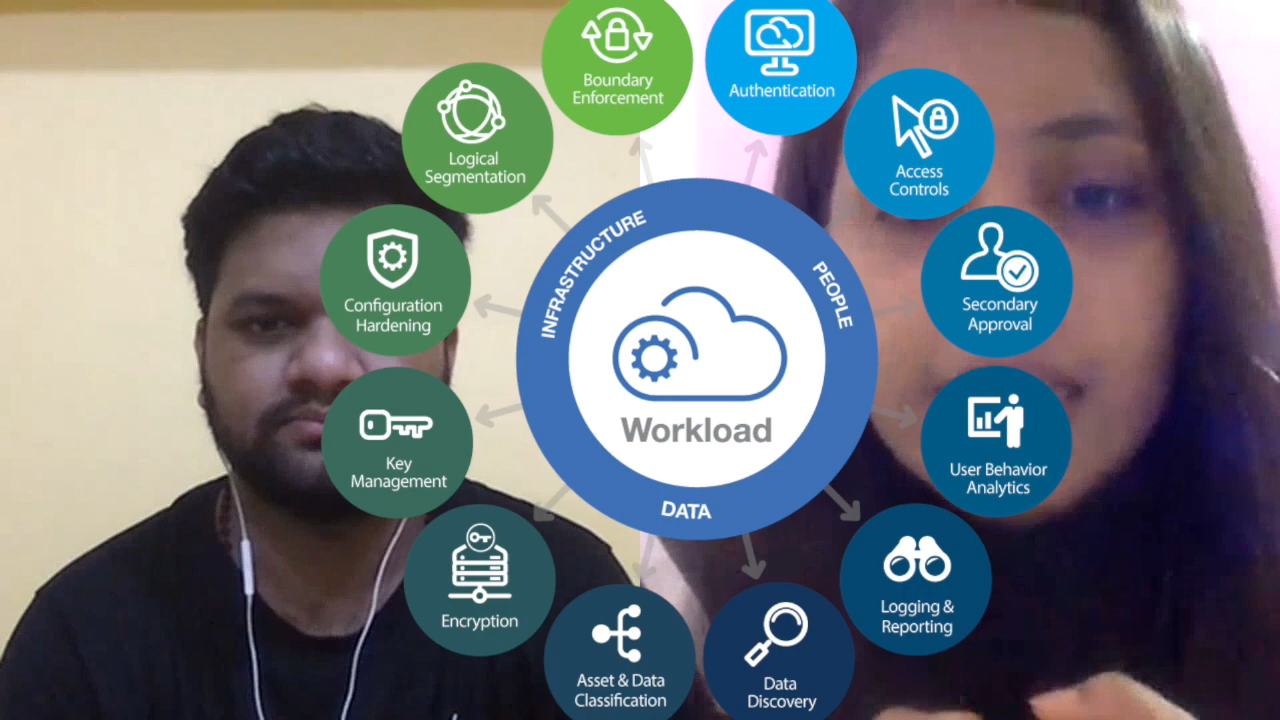 Boundary
Enforcement
Authentication
Access
Controls
Secondary
Approval
User Behavior
Analytics
Logging &
Reporting
Data
Discovery
Asset & Data
Classification
Encryption
Key
Management
Configuration
Hardening
Logical
Segmentation
INFRASTRUCTURE
PEOPLE
DATA
Workload